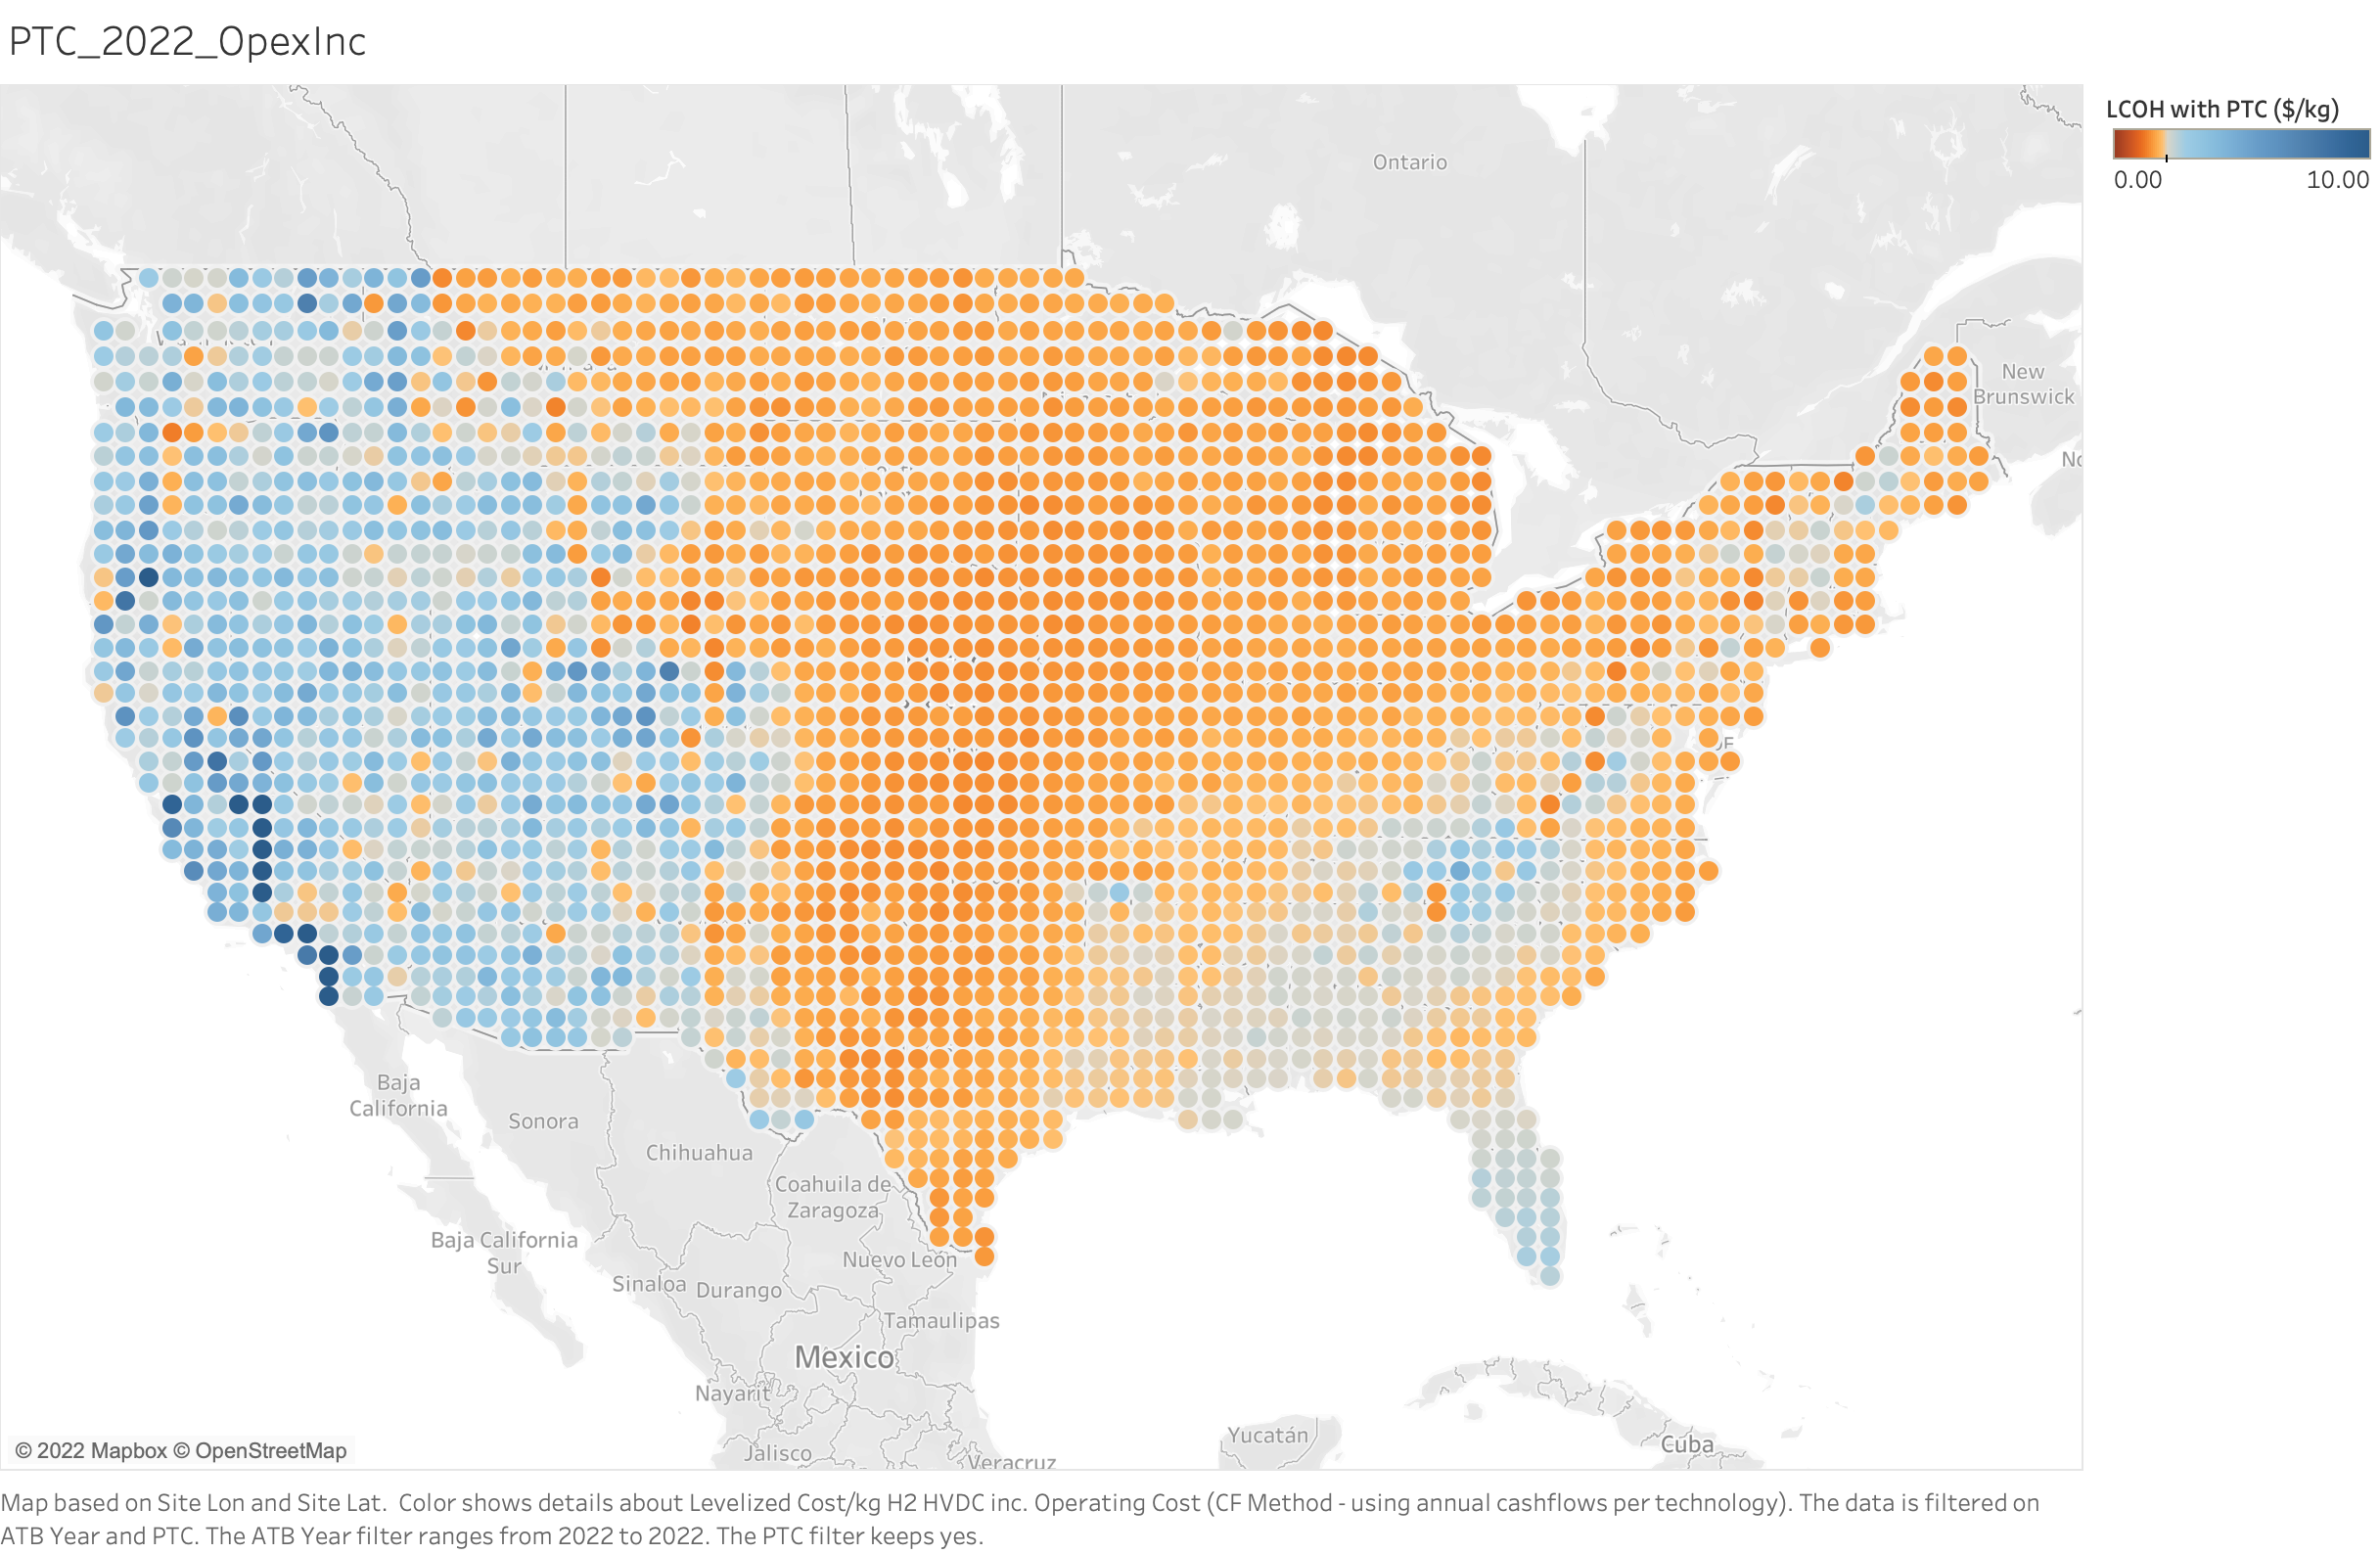 PTC_2022_OpexInc
LCOH with PTC ($/kg)
0.00 10.00
Ontario
New
Brunswick
Baja
California
Sonora
Chihuahua
Coahuila de
Zaragoza
Baja California
Sur
Nuevo León
Sinaloa
Durango
Tamaulipas
Mexico
Nayarit
Jalisco
Veracruz
Yucatán
Cuba
© 2022 Mapbox © OpenStreetMap
Map based on Site Lon and Site Lat.  Color shows details about Levelized Cost/kg H2 HVDC inc. Operating Cost (CF Method - using annual cashflows per technology). The data is filtered on
ATB Year and PTC. The ATB Year filter ranges from 2022 to 2022. The PTC filter keeps yes.